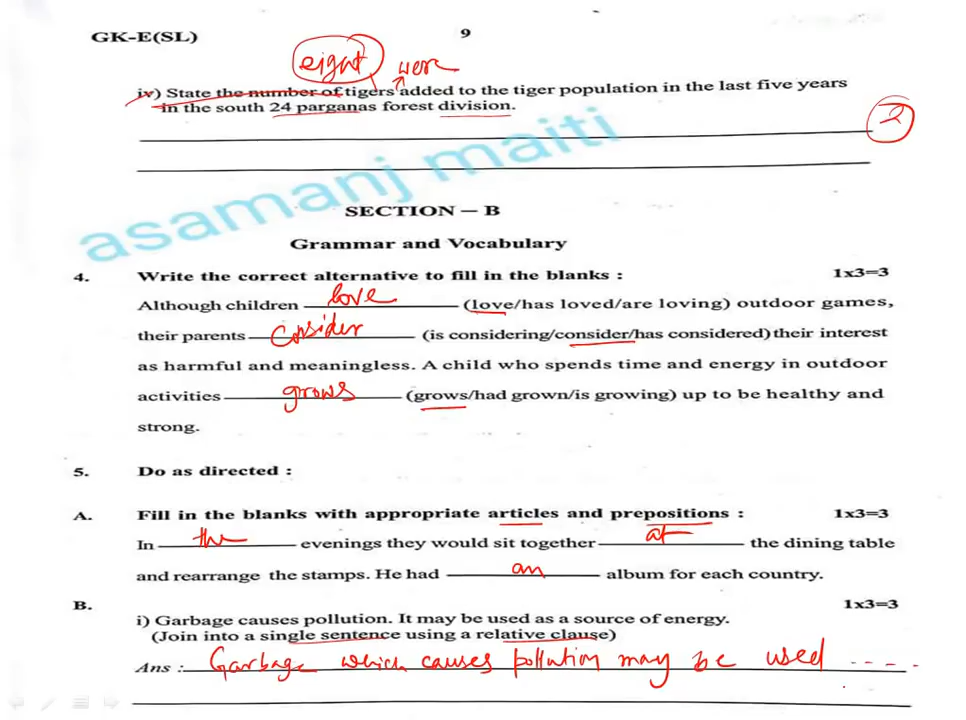 GK-E(SL)
9
eight were
iv) State the number of tigers added to the tiger population in the last five years
in the south 24 parganas forest division.
2
asamanj maiti
SECTION — B
Grammar and Vocabulary
4. Write the correct alternative to fill in the blanks : 1x3=3
Although children love (love/has loved/are loving) outdoor games,
their parents consider (is considering/consider/has considered) their interest
as harmful and meaningless. A child who spends time and energy in outdoor
activities grows (grows/had grown/is growing) up to be healthy and
strong.
5. Do as directed :
A. Fill in the blanks with appropriate articles and prepositions : 1x3=3
In the evenings they would sit together at the dining table
and rearrange the stamps. He had an album for each country.
B. 1x3=3
i) Garbage causes pollution. It may be used as a source of energy.
(Join into a single sentence using a relative clause)
Ans : Garbage which causes pollution may be used .....